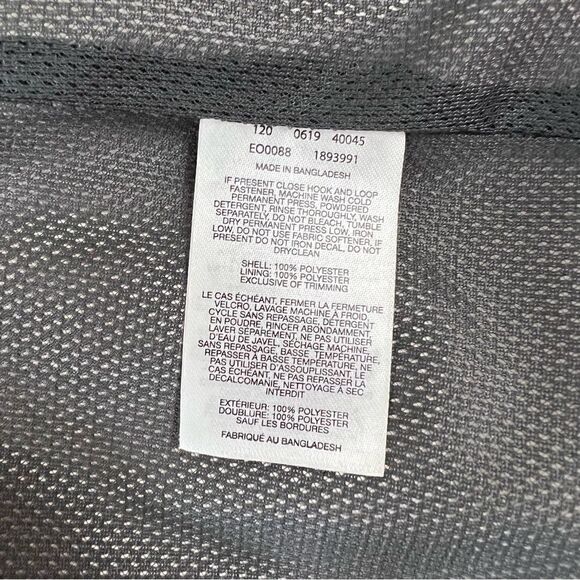 120 0619 40045
EO0088 1893991
MADE IN BANGLADESH
IF PRESENT CLOSE HOOK AND LOOP
FASTENER, MACHINE WASH COLD
PERMANENT PRESS, POWDERED
DETERGENT, RINSE THOROUGHLY, WASH
SEPARATELY, DO NOT BLEACH, TUMBLE
DRY PERMANENT PRESS LOW, IRON
LOW, DO NOT USE FABRIC SOFTENER, IF
PRESENT DO NOT IRON DECAL, DO NOT
DRYCLEAN
SHELL: 100% POLYESTER
LINING: 100% POLYESTER
EXCLUSIVE OF TRIMMING
LE CAS ÉCHÉANT, FERMER LA FERMETURE
VELCRO, LAVAGE MACHINE À FROID,
CYCLE SANS REPASSAGE, DÉTERGENT
EN POUDRE, RINCER ABONDAMMENT,
LAVER SÉPARÉMENT, NE PAS UTILISER
D'EAU DE JAVEL, SÉCHAGE MACHINE,
SANS REPASSAGE, BASSE TEMPÉRATURE,
REPASSER À BASSE TEMPÉRATURE, NE
PAS UTILISER D'ASSOUPLISSANT, LE
CAS ÉCHÉANT, NE PAS REPASSER LA
DÉCALCOMANIE, NETTOYAGE À SEC
INTERDIT
EXTÉRIEUR: 100% POLYESTER
DOUBLURE: 100% POLYESTER
SAUF LES BORDURES
FABRIQUÉ AU BANGLADESH